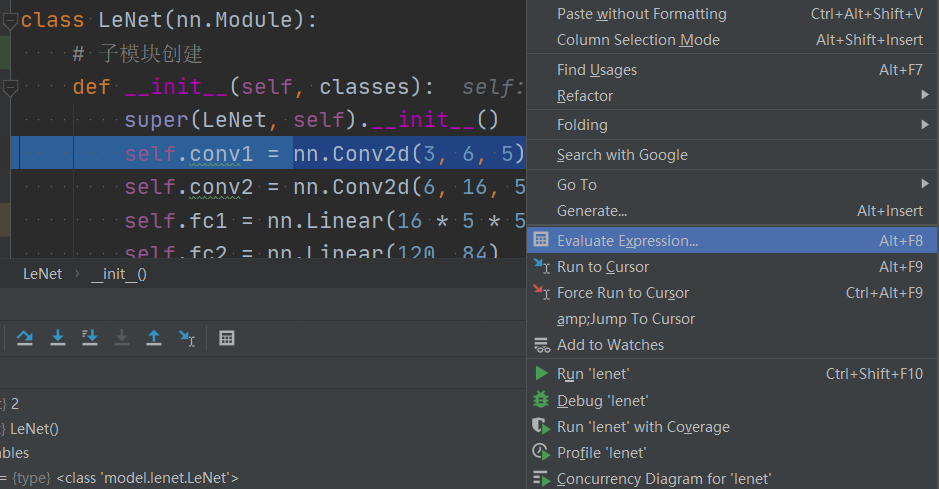 class LeNet(nn.Module):
# 子模块创建
def __init__(self, classes): self:
super(LeNet, self).__init__()
self.conv1 = nn.Conv2d(3, 6, 5)
self.conv2 = nn.Conv2d(6, 16, 5
self.fc1 = nn.Linear(16 * 5 * 5
self.fc2 = nn.Linear(120, 84)
LeNet › __init__()
} 2
} LeNet()
bles
= {type} <class 'model.lenet.LeNet'>
Paste without Formatting Ctrl+Alt+Shift+V
Column Selection Mode Alt+Shift+Insert
Find Usages Alt+F7
Refactor
Folding
Search with Google
Go To
Generate... Alt+Insert
Evaluate Expression... Alt+F8
Run to Cursor Alt+F9
Force Run to Cursor Ctrl+Alt+F9
amp;Jump To Cursor
Add to Watches
Run 'lenet' Ctrl+Shift+F10
Debug 'lenet'
Run 'lenet' with Coverage
Profile 'lenet'
Concurrency Diagram for 'lenet'